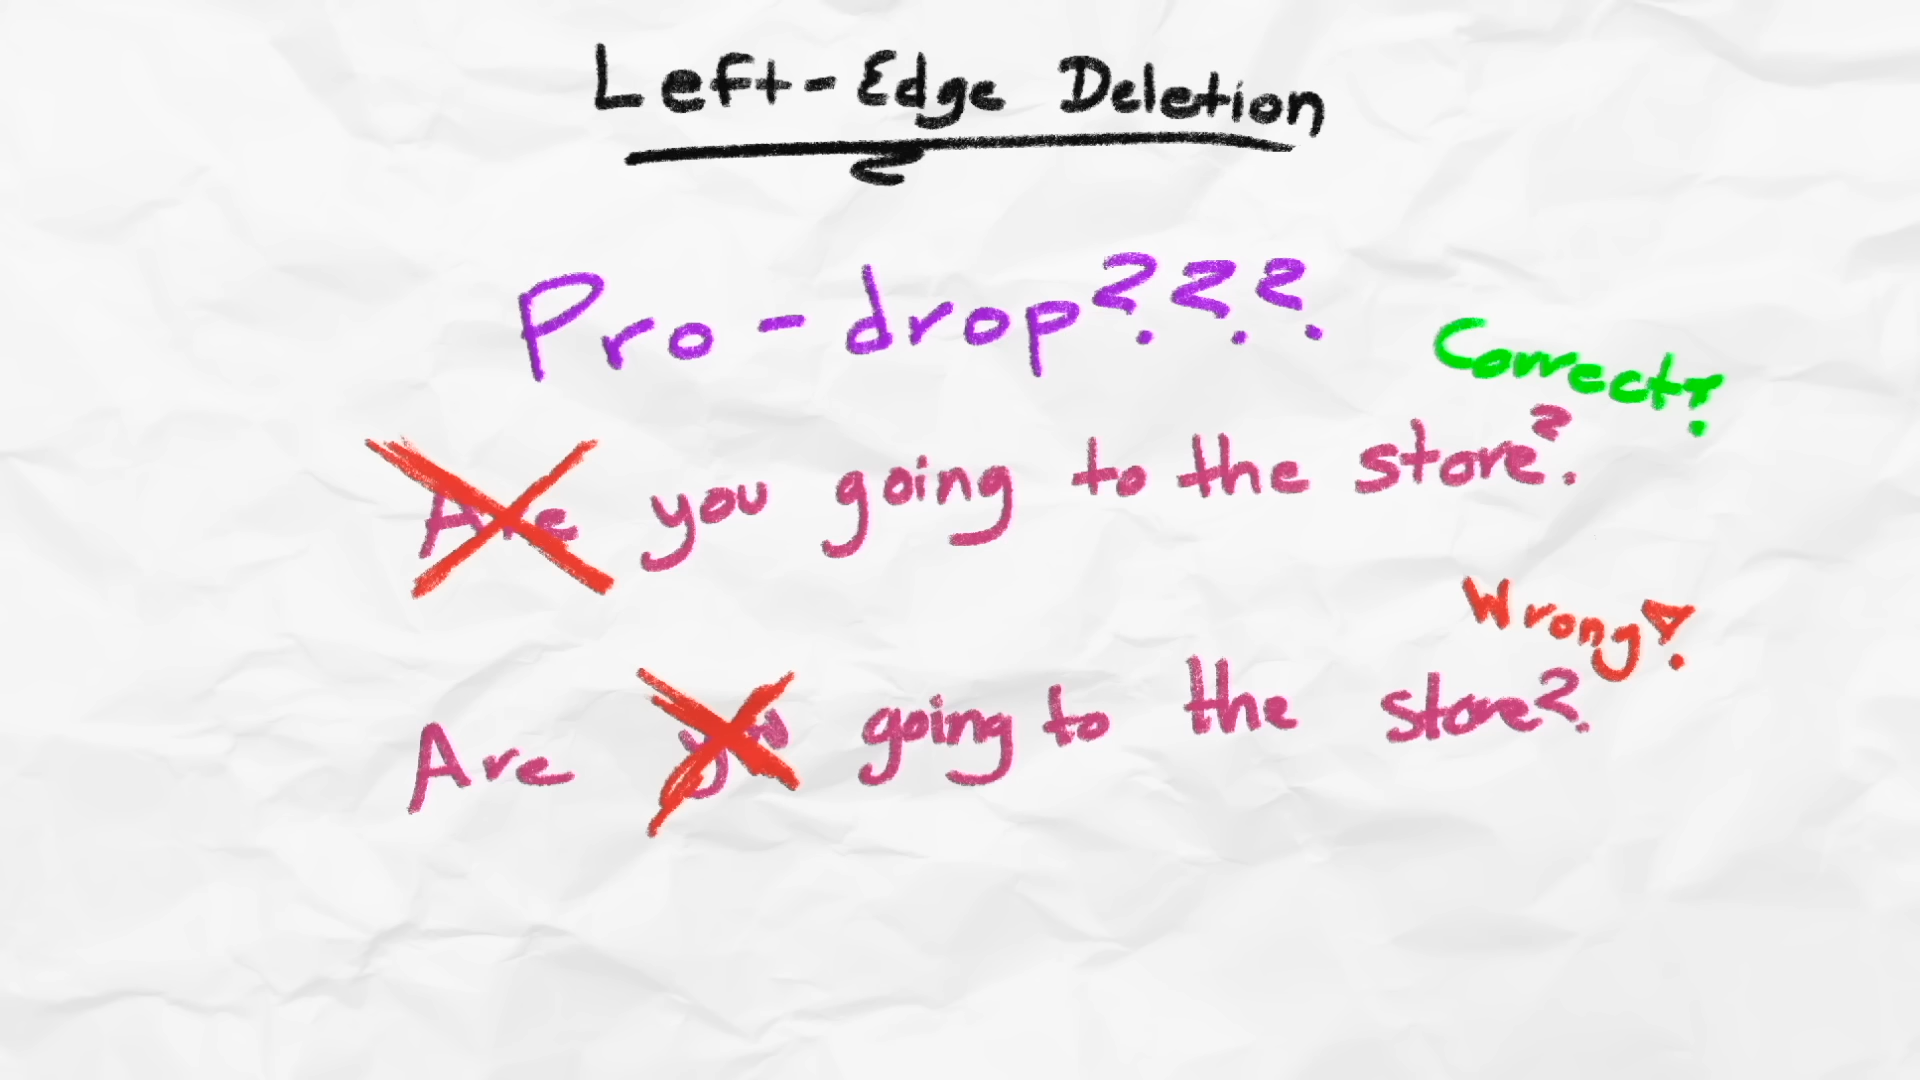 Left-Edge Deletion
Pro-drop???
Correct?
Are you going to the store?
Wrong!
Are you going to the store?